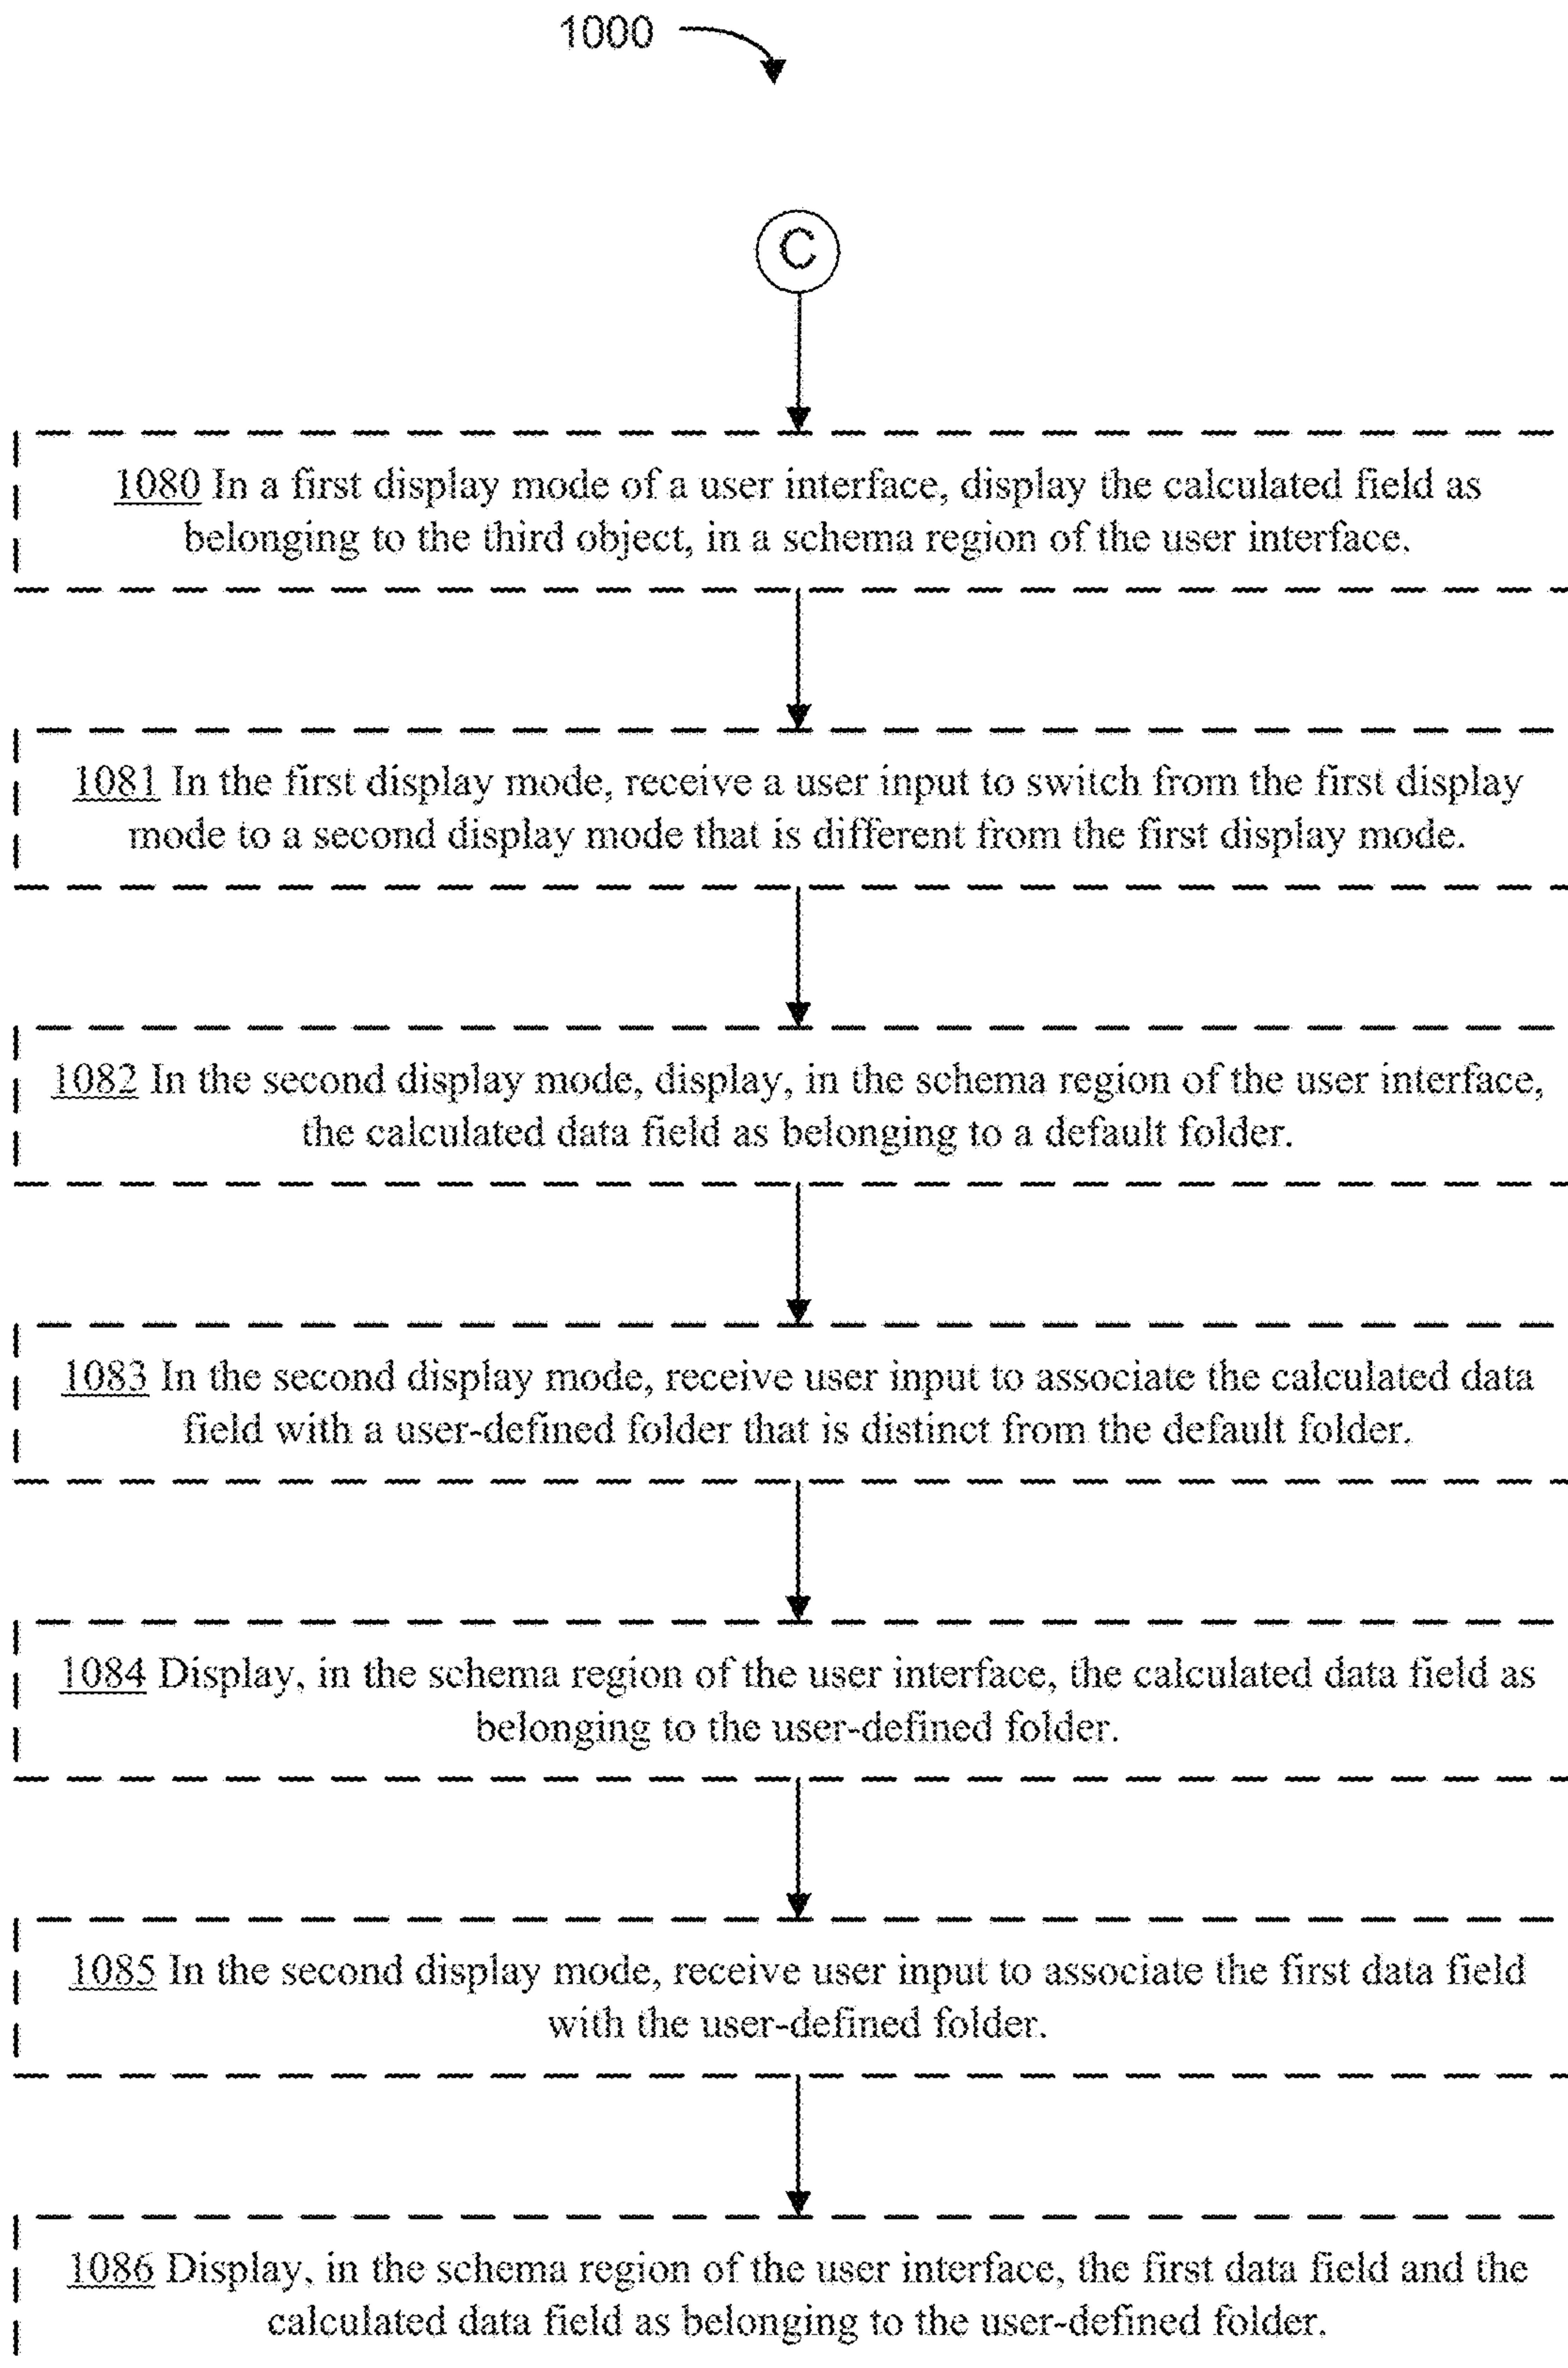 1000
C
1080 In a first display mode of a user interface, display the calculated field as
belonging to the third object, in a schema region of the user interface.
1081 In the first display mode, receive a user input to switch from the first display
mode to a second display mode that is different from the first display mode.
1082 In the second display mode, display, in the schema region of the user interface,
the calculated data field as belonging to a default folder.
1083 In the second display mode, receive user input to associate the calculated data
field with a user-defined folder that is distinct from the default folder.
1084 Display, in the schema region of the user interface, the calculated data field as
belonging to the user-defined folder.
1085 In the second display mode, receive user input to associate the first data field
with the user-defined folder.
1086 Display, in the schema region of the user interface, the first data field and the
calculated data field as belonging to the user-defined folder.